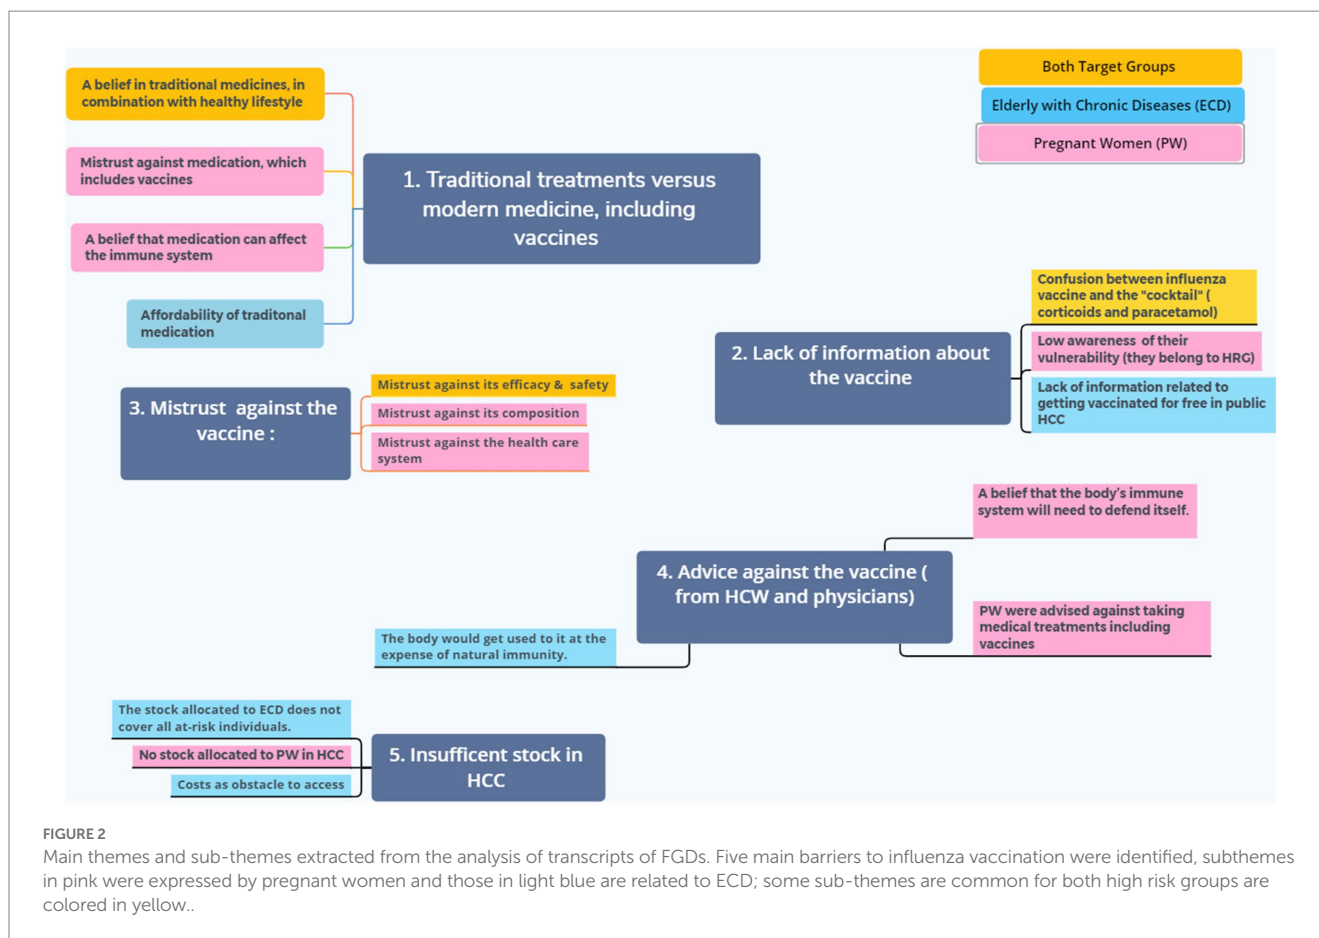 Both Target Groups
Elderly with Chronic Diseases (ECD)
Pregnant Women (PW)
A belief in traditional medicines, in
combination with healthy lifestyle
Mistrust against medication, which
includes vaccines
A belief that medication can affect
the immune system
Affordability of traditonal
medication
1. Traditional treatments versus
modern medicine, including
vaccines
Confusion between influenza
vaccine and the "cocktail" (
corticoids and paracetamol)
Low awareness of their
vulnerability (they belong to HRG)
Lack of information related to
getting vaccinated for free in public
HCC
2. Lack of information about
the vaccine
3. Mistrust against the
vaccine :
Mistrust against its efficacy & safety
Mistrust against its composition
Mistrust against the health care
system
A belief that the body's immune
system will need to defend itself.
4. Advice against the vaccine (
from HCW and physicians)
PW were advised against taking
medical treatments including
vaccines
The body would get used to it at the
expense of natural immunity.
The stock allocated to ECD does not
cover all at-risk individuals.
No stock allocated to PW in HCC
Costs as obstacle to access
5. Insufficent stock in
HCC
FIGURE 2
Main themes and sub-themes extracted from the analysis of transcripts of FGDs. Five main barriers to influenza vaccination were identified, subthemes
in pink were expressed by pregnant women and those in light blue are related to ECD; some sub-themes are common for both high risk groups are
colored in yellow..